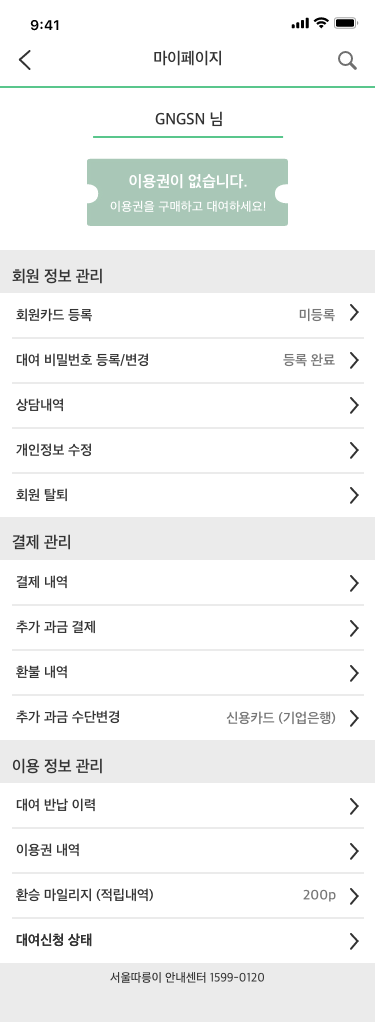 9:41
마이페이지
GNGSN 님
이용권이 없습니다.
이용권을 구매하고 대여하세요!
회원 정보 관리
회원카드 등록 미등록
대여 비밀번호 등록/변경 등록 완료
상담내역
개인정보 수정
회원 탈퇴
결제 관리
결제 내역
추가 과금 결제
환불 내역
추가 과금 수단변경 신용카드 (기업은행)
이용 정보 관리
대여 반납 이력
이용권 내역
환승 마일리지 (적립내역) 200p
대여신청 상태
서울따릉이 안내센터 1599-0120